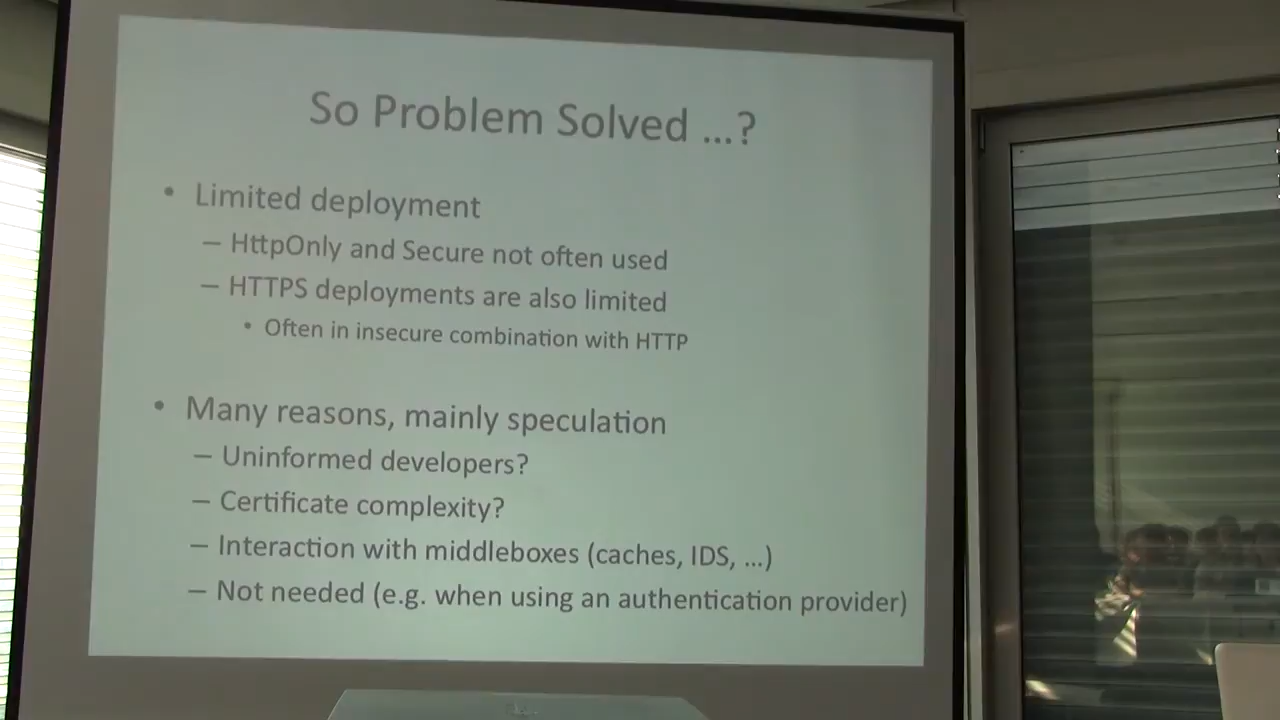 So Problem Solved ...?
• Limited deployment
– HttpOnly and Secure not often used
– HTTPS deployments are also limited
• Often in insecure combination with HTTP
• Many reasons, mainly speculation
– Uninformed developers?
– Certificate complexity?
– Interaction with middleboxes (caches, IDS, ...)
– Not needed (e.g. when using an authentication provider)